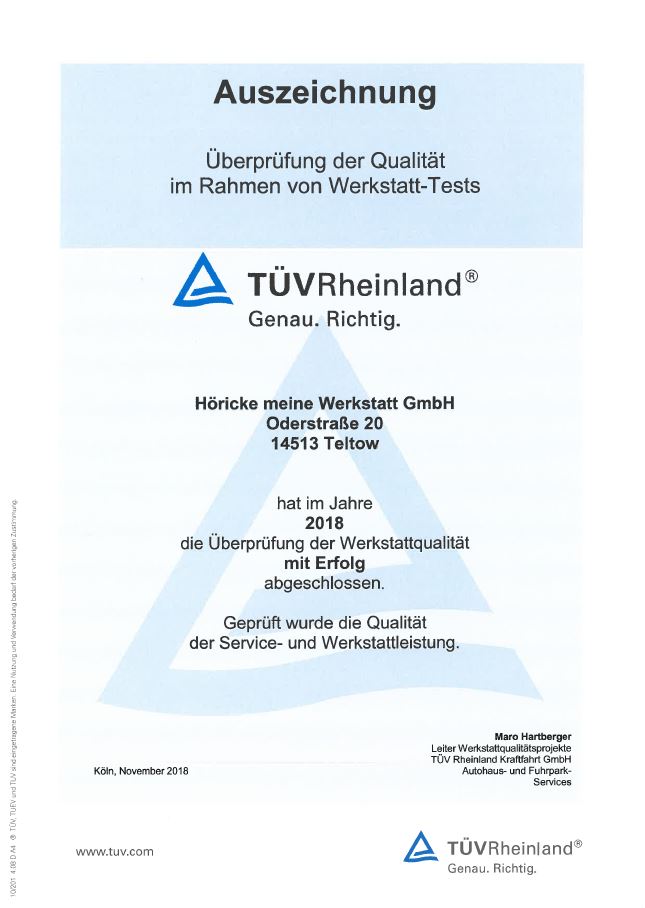 Auszeichnung
Überprüfung der Qualität
im Rahmen von Werkstatt-Tests
TÜVRheinland®
Genau. Richtig.
Höricke meine Werkstatt GmbH
Oderstraße 20
14513 Teltow
hat im Jahre
2018
die Überprüfung der Werkstattqualität
mit Erfolg
abgeschlossen.
Geprüft wurde die Qualität
der Service- und Werkstattleistung.
Maro Hartberger
Leiter Werkstattqualitätsprojekte
TÜV Rheinland Kraftfahrt GmbH
Autohaus- und Fuhrpark-
Services
Köln, November 2018
www.tuv.com
TÜVRheinland®
Genau. Richtig.
10/201 4.08 D A4 ® TÜV, TUEV und TUV sind eingetragene Marken. Eine Nutzung und Verwendung bedarf der vorherigen Zustimmung.